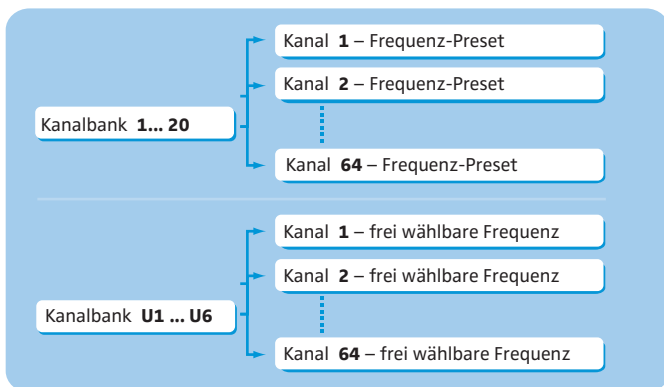 Kanal 1 – Frequenz-Preset
Kanal 2 – Frequenz-Preset
Kanalbank 1... 20
Kanal 64 – Frequenz-Preset
Kanal 1 – frei wählbare Frequenz
Kanal 2 – frei wählbare Frequenz
Kanalbank U1 ... U6
Kanal 64 – frei wählbare Frequenz